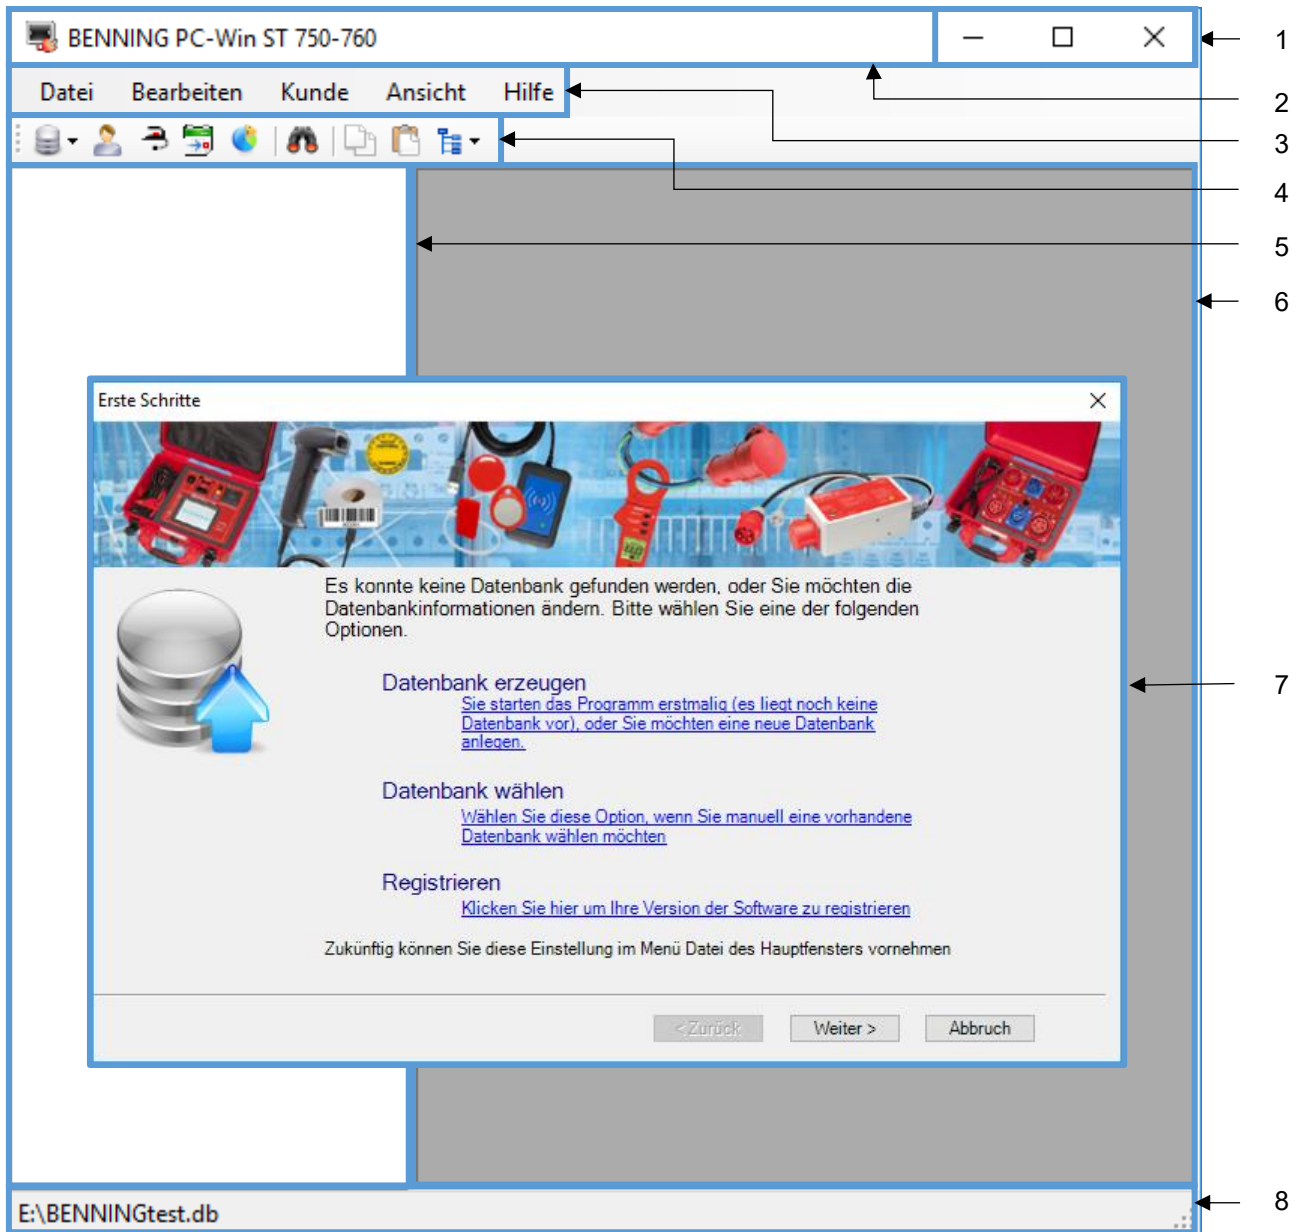 BENNING PC-Win ST 750-760
1
2
Datei Bearbeiten Kunde Ansicht Hilfe
3
4
5
6
Erste Schritte
Es konnte keine Datenbank gefunden werden, oder Sie möchten die
Datenbankinformationen ändern. Bitte wählen Sie eine der folgenden
Optionen.
Datenbank erzeugen
Sie starten das Programm erstmalig (es liegt noch keine
Datenbank vor), oder Sie möchten eine neue Datenbank
anlegen.
7
Datenbank wählen
Wählen Sie diese Option, wenn Sie manuell eine vorhandene
Datenbank wählen möchten
Registrieren
Klicken Sie hier um Ihre Version der Software zu registrieren
Zukünftig können Sie diese Einstellung im Menü Datei des Hauptfensters vornehmen
<Zurück Weiter > Abbruch
E:\BENNINGtest.db
8